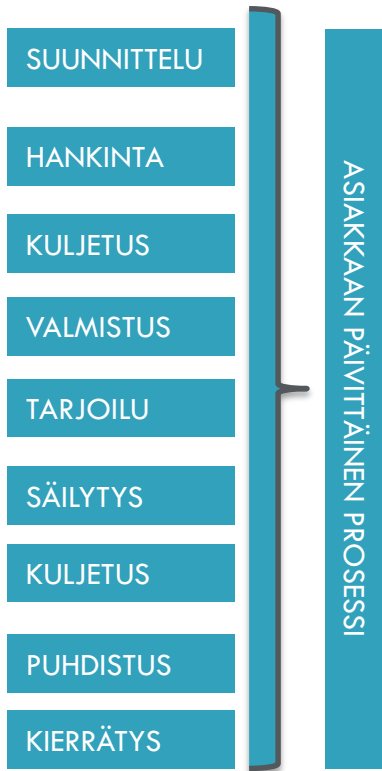 SUUNNITTELU
HANKINTA
KULJETUS
VALMISTUS
TARJOILU
SÄILYTYS
KULJETUS
PUHDISTUS
KIERRÄTYS
ASIAKKAAN PÄIVITTÄINEN PROSESSI